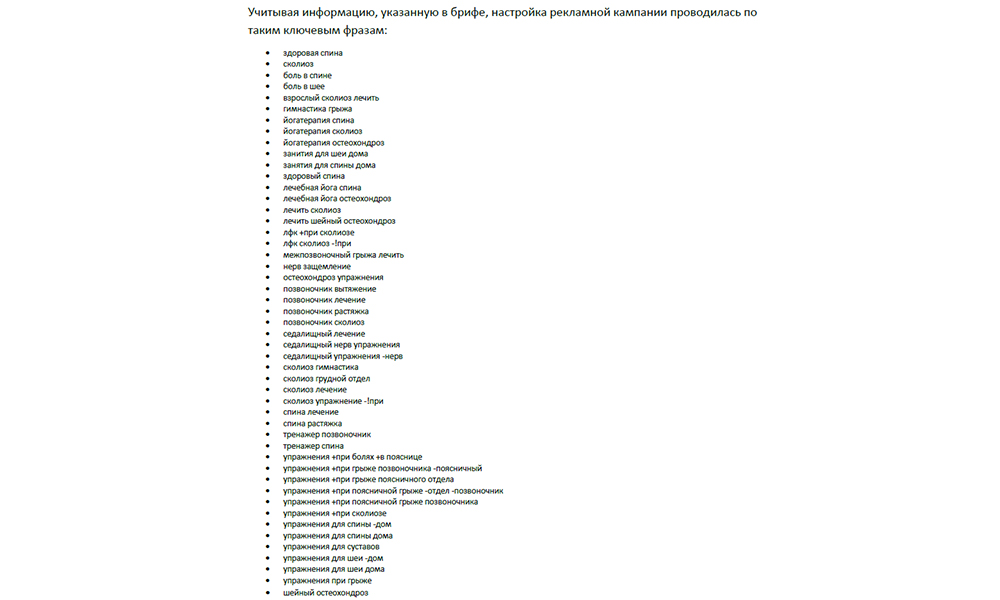 Учитывая информацию, указанную в брифе, настройка рекламной кампании проводилась по
таким ключевым фразам:
• здоровая спина
• сколиоз
• боль в спине
• боль в шее
• взрослый сколиоз лечить
• гимнастика грыжа
• йогатерапия спина
• йогатерапия сколиоз
• йогатерапия остеохондроз
• занития для шеи дома
• занятия для спины дома
• здоровый спина
• лечебная йога спина
• лечебная йога остеохондроз
• лечить сколиоз
• лечить шейный остеохондроз
• лфк +при сколиозе
• лфк сколиоз -!при
• межпозвоночный грыжа лечить
• нерв защемление
• остеохондроз упражнения
• позвоночник вытяжение
• позвоночник лечение
• позвоночник растяжка
• позвоночник сколиоз
• седалищный лечение
• седалищный нерв упражнения
• седалищный упражнения -нерв
• сколиоз гимнастика
• сколиоз грудной отдел
• сколиоз лечение
• сколиоз упражнение -!при
• спина лечение
• спина растяжка
• тренажер позвоночник
• тренажер спина
• упражнения +при болях +в пояснице
• упражнения +при грыже позвоночника -поясничный
• упражнения +при грыже поясничного отдела
• упражнения +при поясничной грыже -отдел -позвоночник
• упражнения +при поясничной грыже позвоночника
• упражнения +при сколиозе
• упражнения для спины -дом
• упражнения для спины дома
• упражнения для суставов
• упражнения для шеи -дом
• упражнения для шеи дома
• упражнения при грыже
• шейный остеохондроз